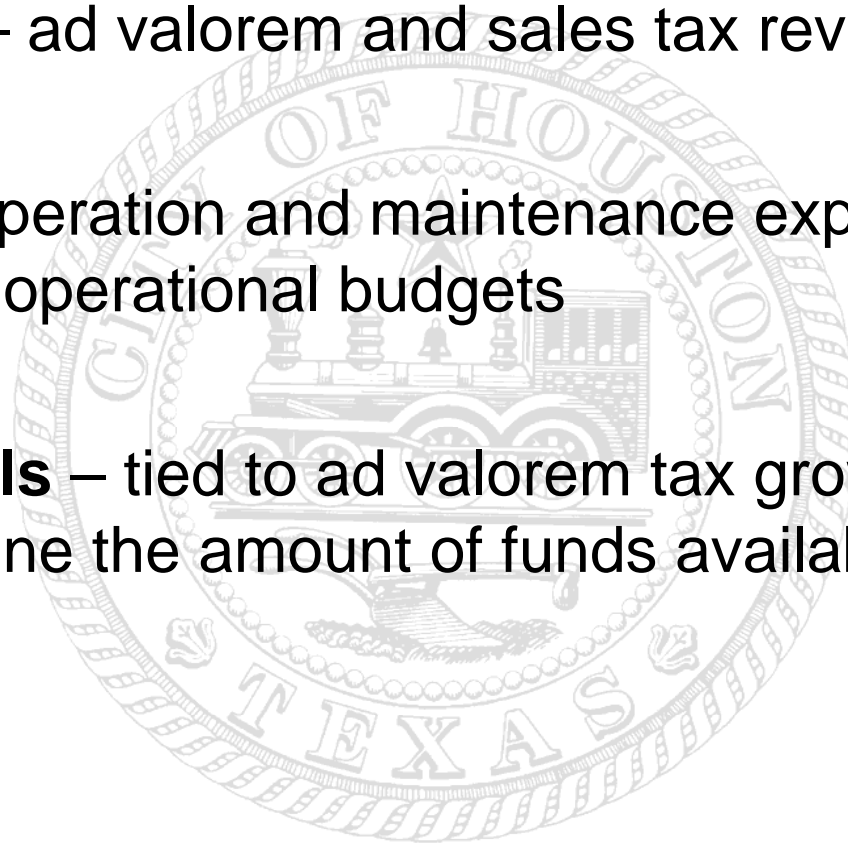 – ad valorem and sales tax rev
peration and maintenance exp
operational budgets
ls – tied to ad valorem tax gro
ne the amount of funds availa
CITY OF HOUSTON
TEXAS